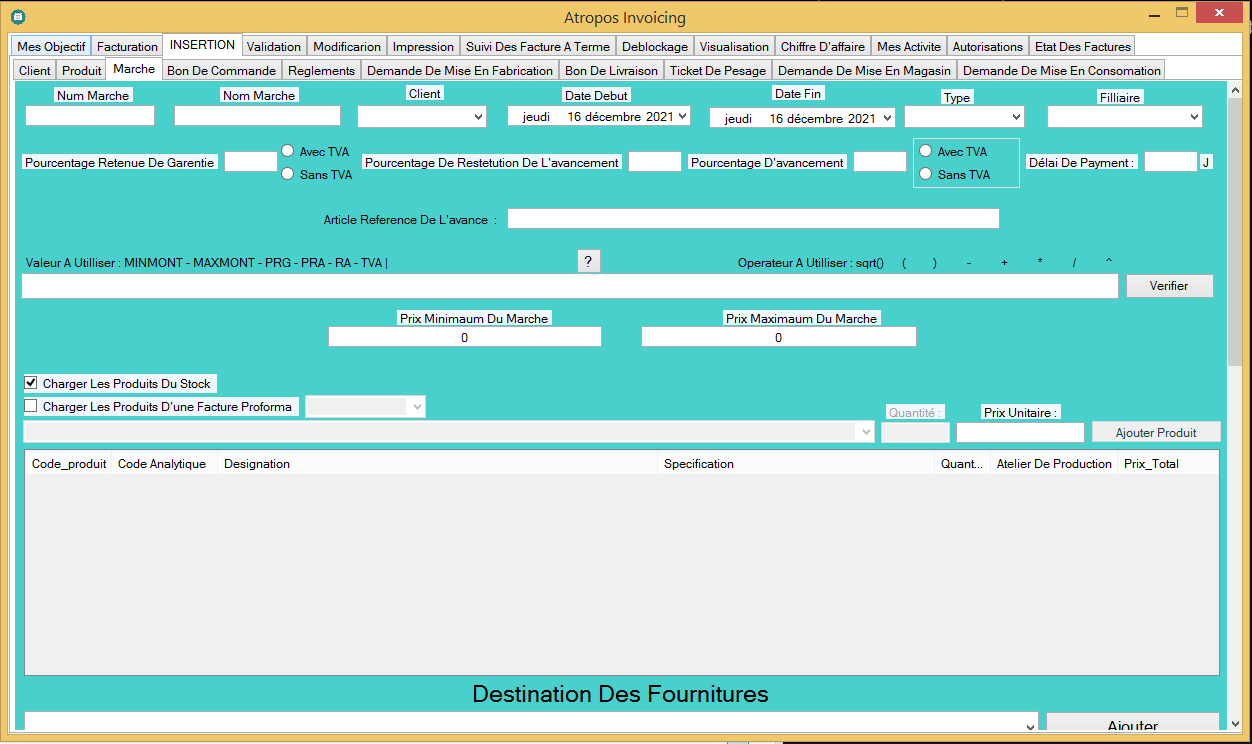 Atropos Invoicing
Mes Objectif Facturation INSERTION Validation Modificarion Impression Suivi Des Facture A Terme Deblockage Visualisation Chiffre D'affaire Mes Activite Autorisations Etat Des Factures
Client Produit Marche Bon De Commande Reglements Demande De Mise En Fabrication Bon De Livraison Ticket De Pesage Demande De Mise En Magasin Demande De Mise En Consomation
Num Marche Nom Marche Client Date Debut Date Fin Type Filliaire
jeudi 16 décembre 2021 jeudi 16 décembre 2021
Pourcentage Retenue De Garentie Avec TVA Sans TVA Pourcentage De Restetution De L'avancement Pourcentage D'avancement Avec TVA Sans TVA Délai De Payment : J
Article Reference De L'avance :
Valeur A Utilliser : MINMONT - MAXMONT - PRG - PRA - RA - TVA | ? Operateur A Utilliser : sqrt() ( ) - + * / ^
Verifier
Prix Minimaum Du Marche Prix Maximaum Du Marche
0 0
Charger Les Produits Du Stock
Charger Les Produits D'une Facture Proforma
Quantité : Prix Unitaire :
Ajouter Produit
Code_produit Code Analytique Designation Specification Quant... Atelier De Production Prix_Total
Destination Des Fournitures
Ajouter